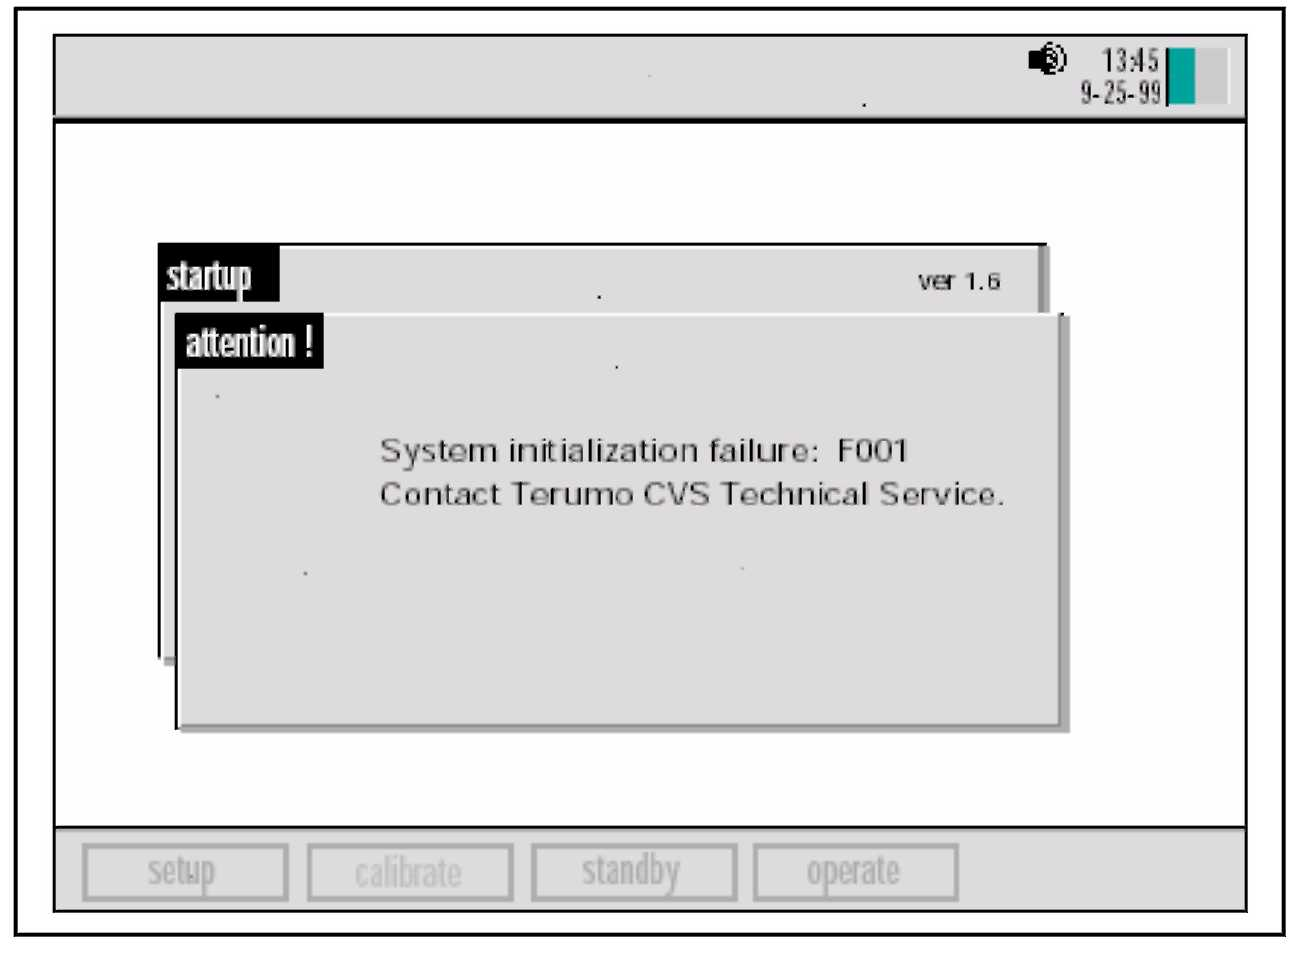 13:45
9-25-99
startup
ver 1.6
attention !
System initialization failure: F001
Contact Terumo CVS Technical Service.
setup
calibrate
standby
operate